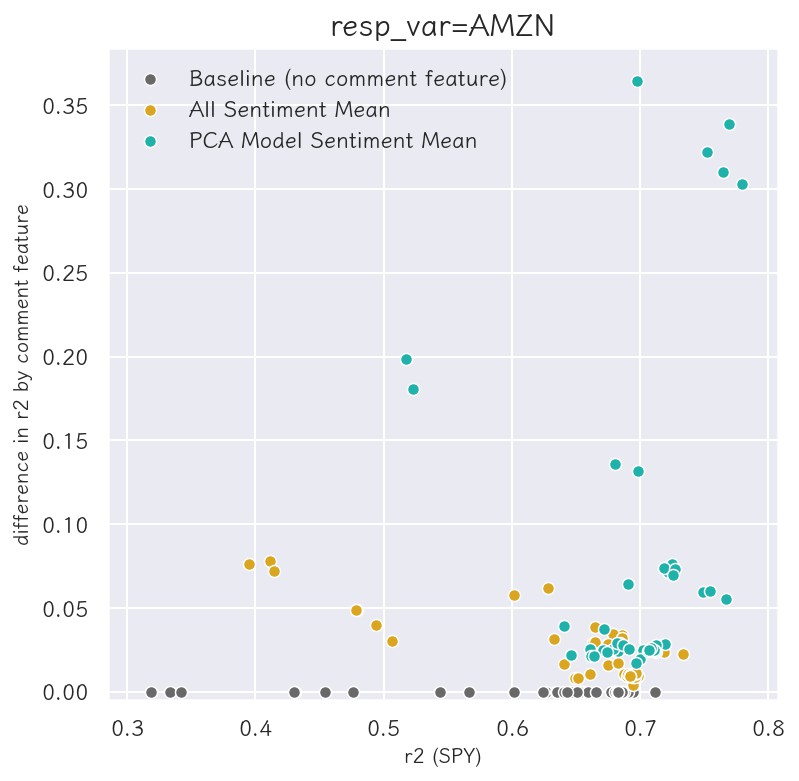 resp_var=AMZN
Baseline (no comment feature)
All Sentiment Mean
PCA Model Sentiment Mean
difference in r2 by comment feature
0.35
0.30
0.25
0.20
0.15
0.10
0.05
0.00
0.3 0.4 0.5 0.6 0.7 0.8
r2 (SPY)